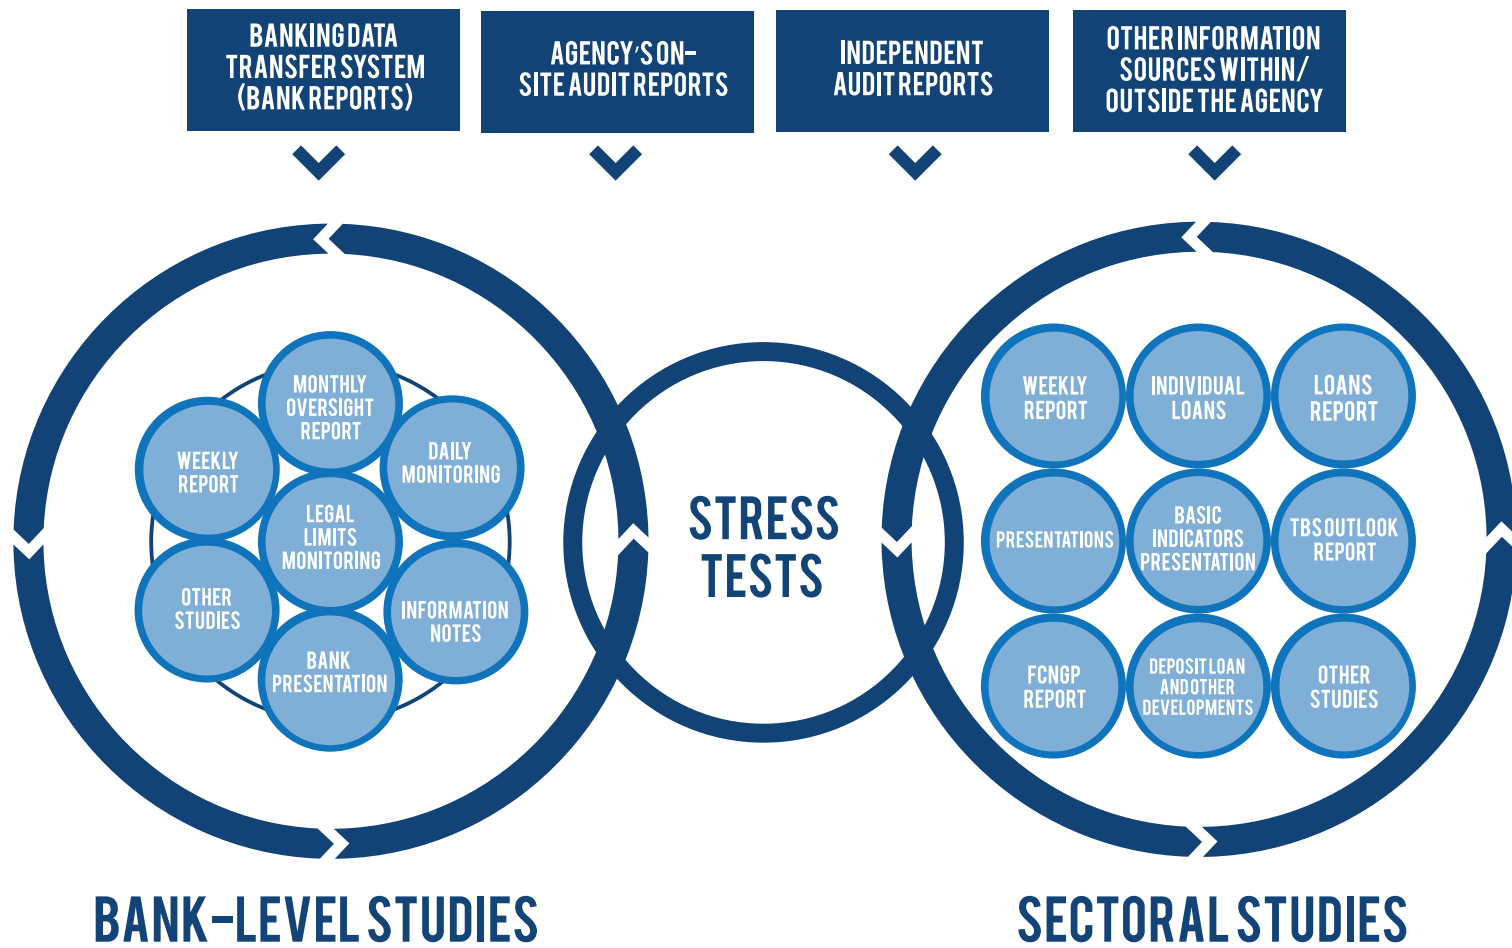 BANKING DATA
TRANSFER SYSTEM
(BANK REPORTS)
AGENCY'S ON-
SITE AUDIT REPORTS
INDEPENDENT
AUDIT REPORTS
OTHER INFORMATION
SOURCES WITHIN/
OUTSIDE THE AGENCY
MONTHLY
OVERSIGHT
REPORT
WEEKLY
REPORT
DAILY
MONITORING
LEGAL
LIMITS
MONITORING
OTHER
STUDIES
INFORMATION
NOTES
BANK
PRESENTATION
STRESS
TESTS
WEEKLY
REPORT
INDIVIDUAL
LOANS
LOANS
REPORT
PRESENTATIONS
BASIC
INDICATORS
PRESENTATION
TBS OUTLOOK
REPORT
FCNGP
REPORT
DEPOSIT LOAN
AND OTHER
DEVELOPMENTS
OTHER
STUDIES
BANK-LEVEL STUDIES
SECTORAL STUDIES